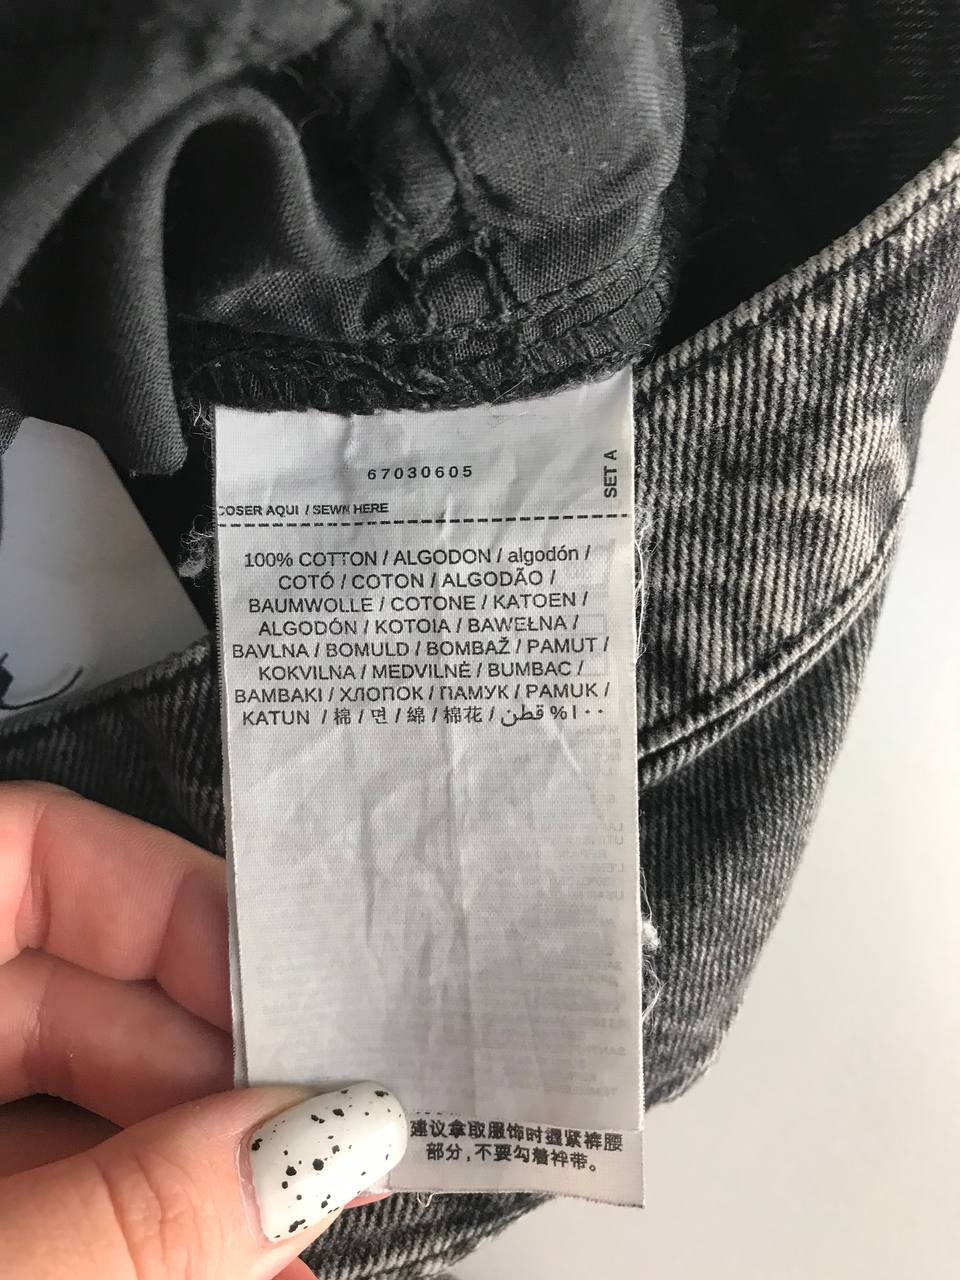 67030605
SET A
COSER AQUI / SEWN HERE
100% COTTON / ALGODON / algodón /
COTÓ / COTON / ALGODÃO /
BAUMWOLLE / COTONE / KATOEN /
ALGODÓN / KOTOIA / BAWEŁNA /
BAVLNA / BOMULD / BOMBAŽ / PAMUT /
KOKVILNA / MEDVILNĖ / BUMBAC /
BAMBAKI / ХЛОПОК / ПАМУК / PAMUK /
KATUN / 棉 / 면 / 綿 / 棉花 / قطن %١٠٠
建议拿取服饰时握紧裤腰
部分,不要勾着袢带。